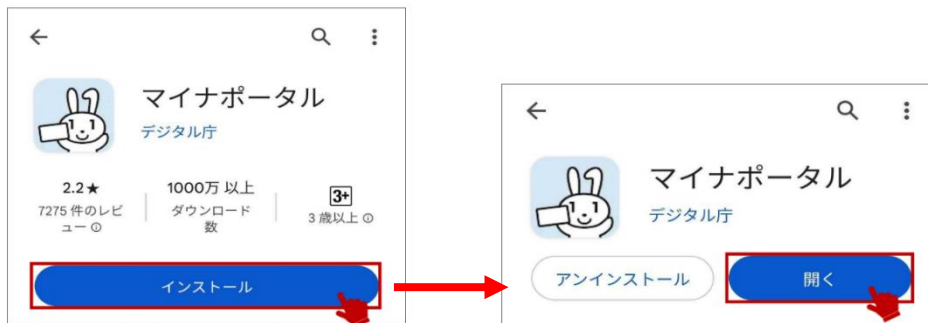 マイナポータル
デジタル庁
2.2★
7275 件のレビ
ュー
1000万 以上
ダウンロード
数
3+
3 歳以上
インストール
マイナポータル
デジタル庁
アンインストール
開く